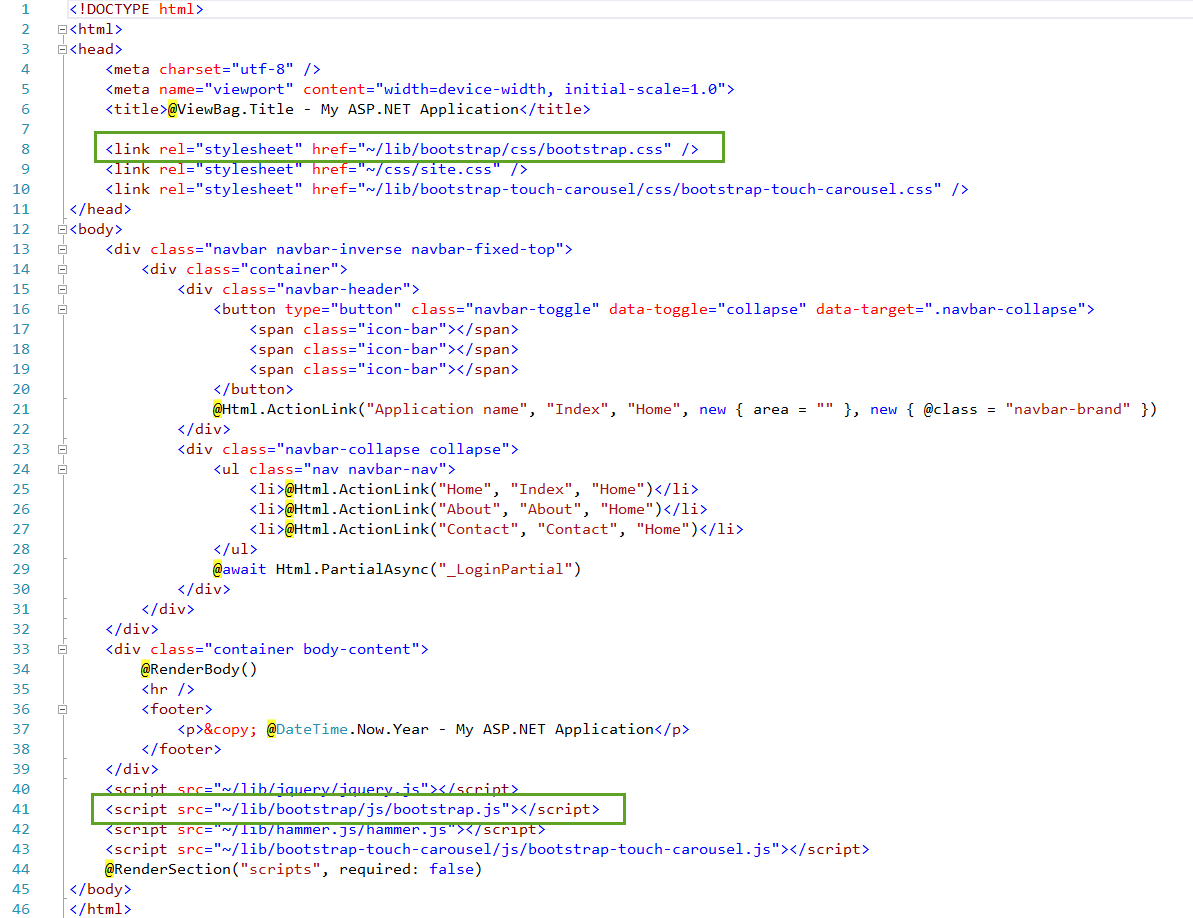 1 <!DOCTYPE html>
2 <html>
3 <head>
4 <meta charset="utf-8" />
5 <meta name="viewport" content="width=device-width, initial-scale=1.0">
6 <title>@ViewBag.Title - My ASP.NET Application</title>
7
8 <link rel="stylesheet" href="~/lib/bootstrap/css/bootstrap.css" />
9 <link rel="stylesheet" href="~/css/site.css" />
10 <link rel="stylesheet" href="~/lib/bootstrap-touch-carousel/css/bootstrap-touch-carousel.css" />
11 </head>
12 <body>
13 <div class="navbar navbar-inverse navbar-fixed-top">
14 <div class="container">
15 <div class="navbar-header">
16 <button type="button" class="navbar-toggle" data-toggle="collapse" data-target=".navbar-collapse">
17 <span class="icon-bar"></span>
18 <span class="icon-bar"></span>
19 <span class="icon-bar"></span>
20 </button>
21 @Html.ActionLink("Application name", "Index", "Home", new { area = "" }, new { @class = "navbar-brand" })
22 </div>
23 <div class="navbar-collapse collapse">
24 <ul class="nav navbar-nav">
25 <li>@Html.ActionLink("Home", "Index", "Home")</li>
26 <li>@Html.ActionLink("About", "About", "Home")</li>
27 <li>@Html.ActionLink("Contact", "Contact", "Home")</li>
28 </ul>
29 @await Html.PartialAsync("_LoginPartial")
30 </div>
31 </div>
32 </div>
33 <div class="container body-content">
34 @RenderBody()
35 <hr />
36 <footer>
37 <p>&copy; @DateTime.Now.Year - My ASP.NET Application</p>
38 </footer>
39 </div>
40 <script src="~/lib/jquery/jquery.js"></script>
41 <script src="~/lib/bootstrap/js/bootstrap.js"></script>
42 <script src="~/lib/hammer.js/hammer.js"></script>
43 <script src="~/lib/bootstrap-touch-carousel/js/bootstrap-touch-carousel.js"></script>
44 @RenderSection("scripts", required: false)
45 </body>
46 </html>